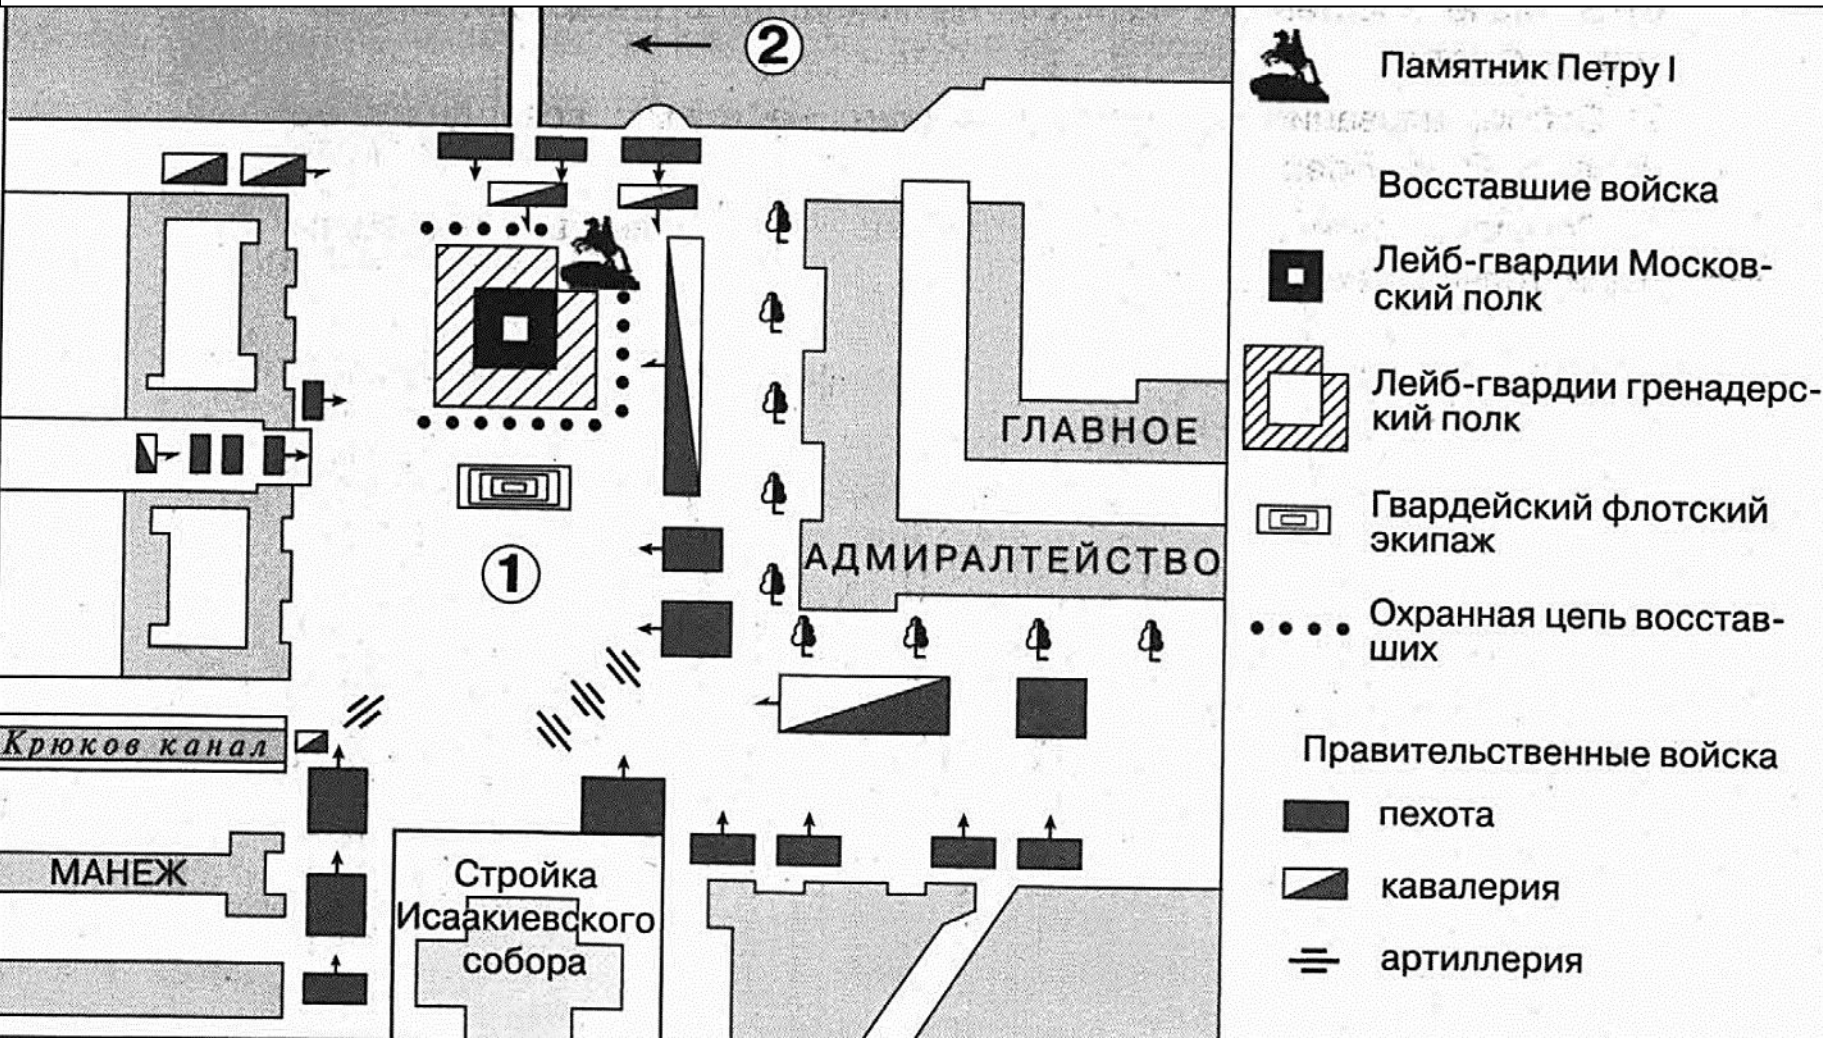 2
Памятник Петру I
Восставшие войска
Лейб-гвардии Москов-
ский полк
Лейб-гвардии гренадерс-
кий полк
ГЛАВНОЕ
Гвардейский флотский
экипаж
АДМИРАЛТЕЙСТВО
1
Охранная цепь восстав-
ших
Крюков канал
Правительственные войска
пехота
МАНЕЖ
Стройка
Исаакиевского
собора
кавалерия
артиллерия